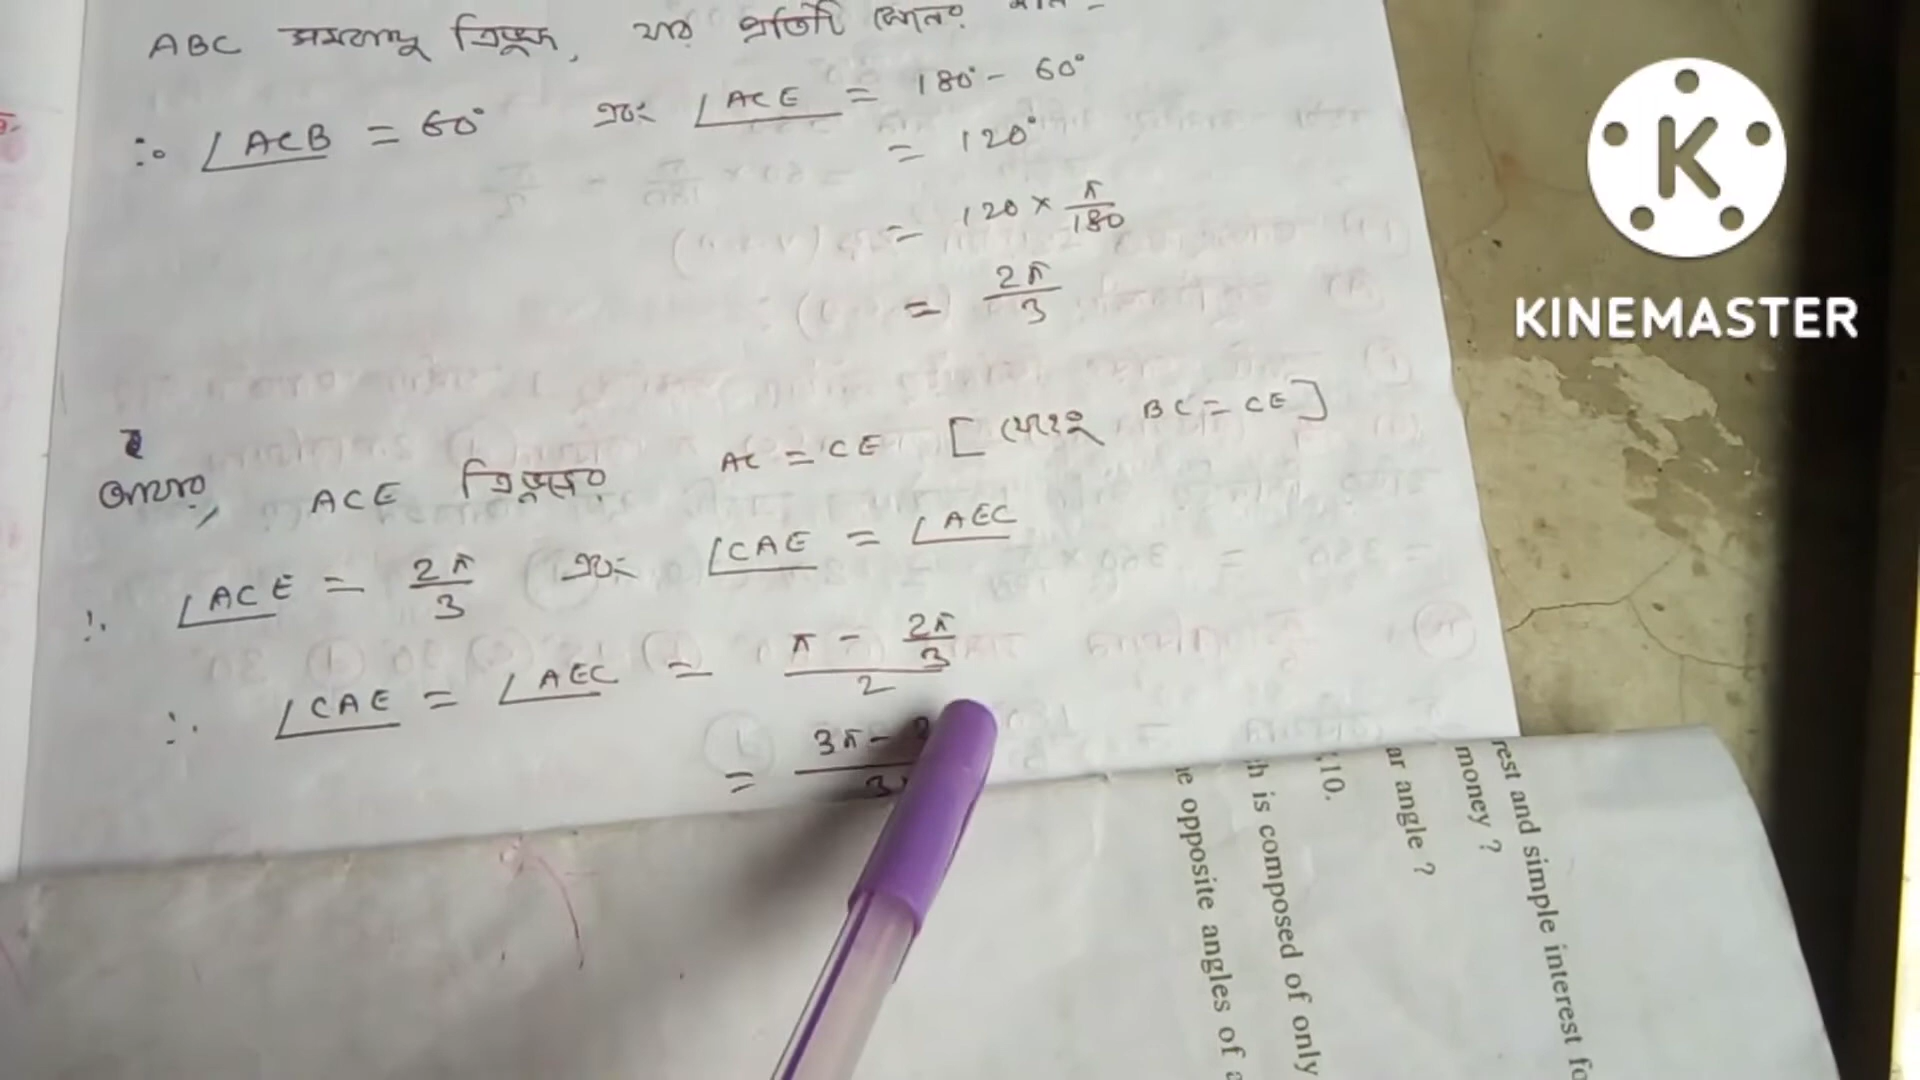 ABC সমবাহু ত্রিভুজ, যার প্রতিটি কোনের মান -
∴ ∠ACB = 60° এবং ∠ACE = 180° - 60°
= 120°
= 120 × π/180
= 2π/3
আবার, ACE ত্রিভুজের AC = CE [যেহেতু BC = CE]
∴ ∠ACE = 2π/3 এবং ∠CAE = ∠AEC
∴ ∠CAE = ∠AEC = (π - 2π/3)/2
= 3π -
KINEMASTER
rest and simple interest fo
money ?
ar angle ?
,10.
h is composed of only
e opposite angles of a